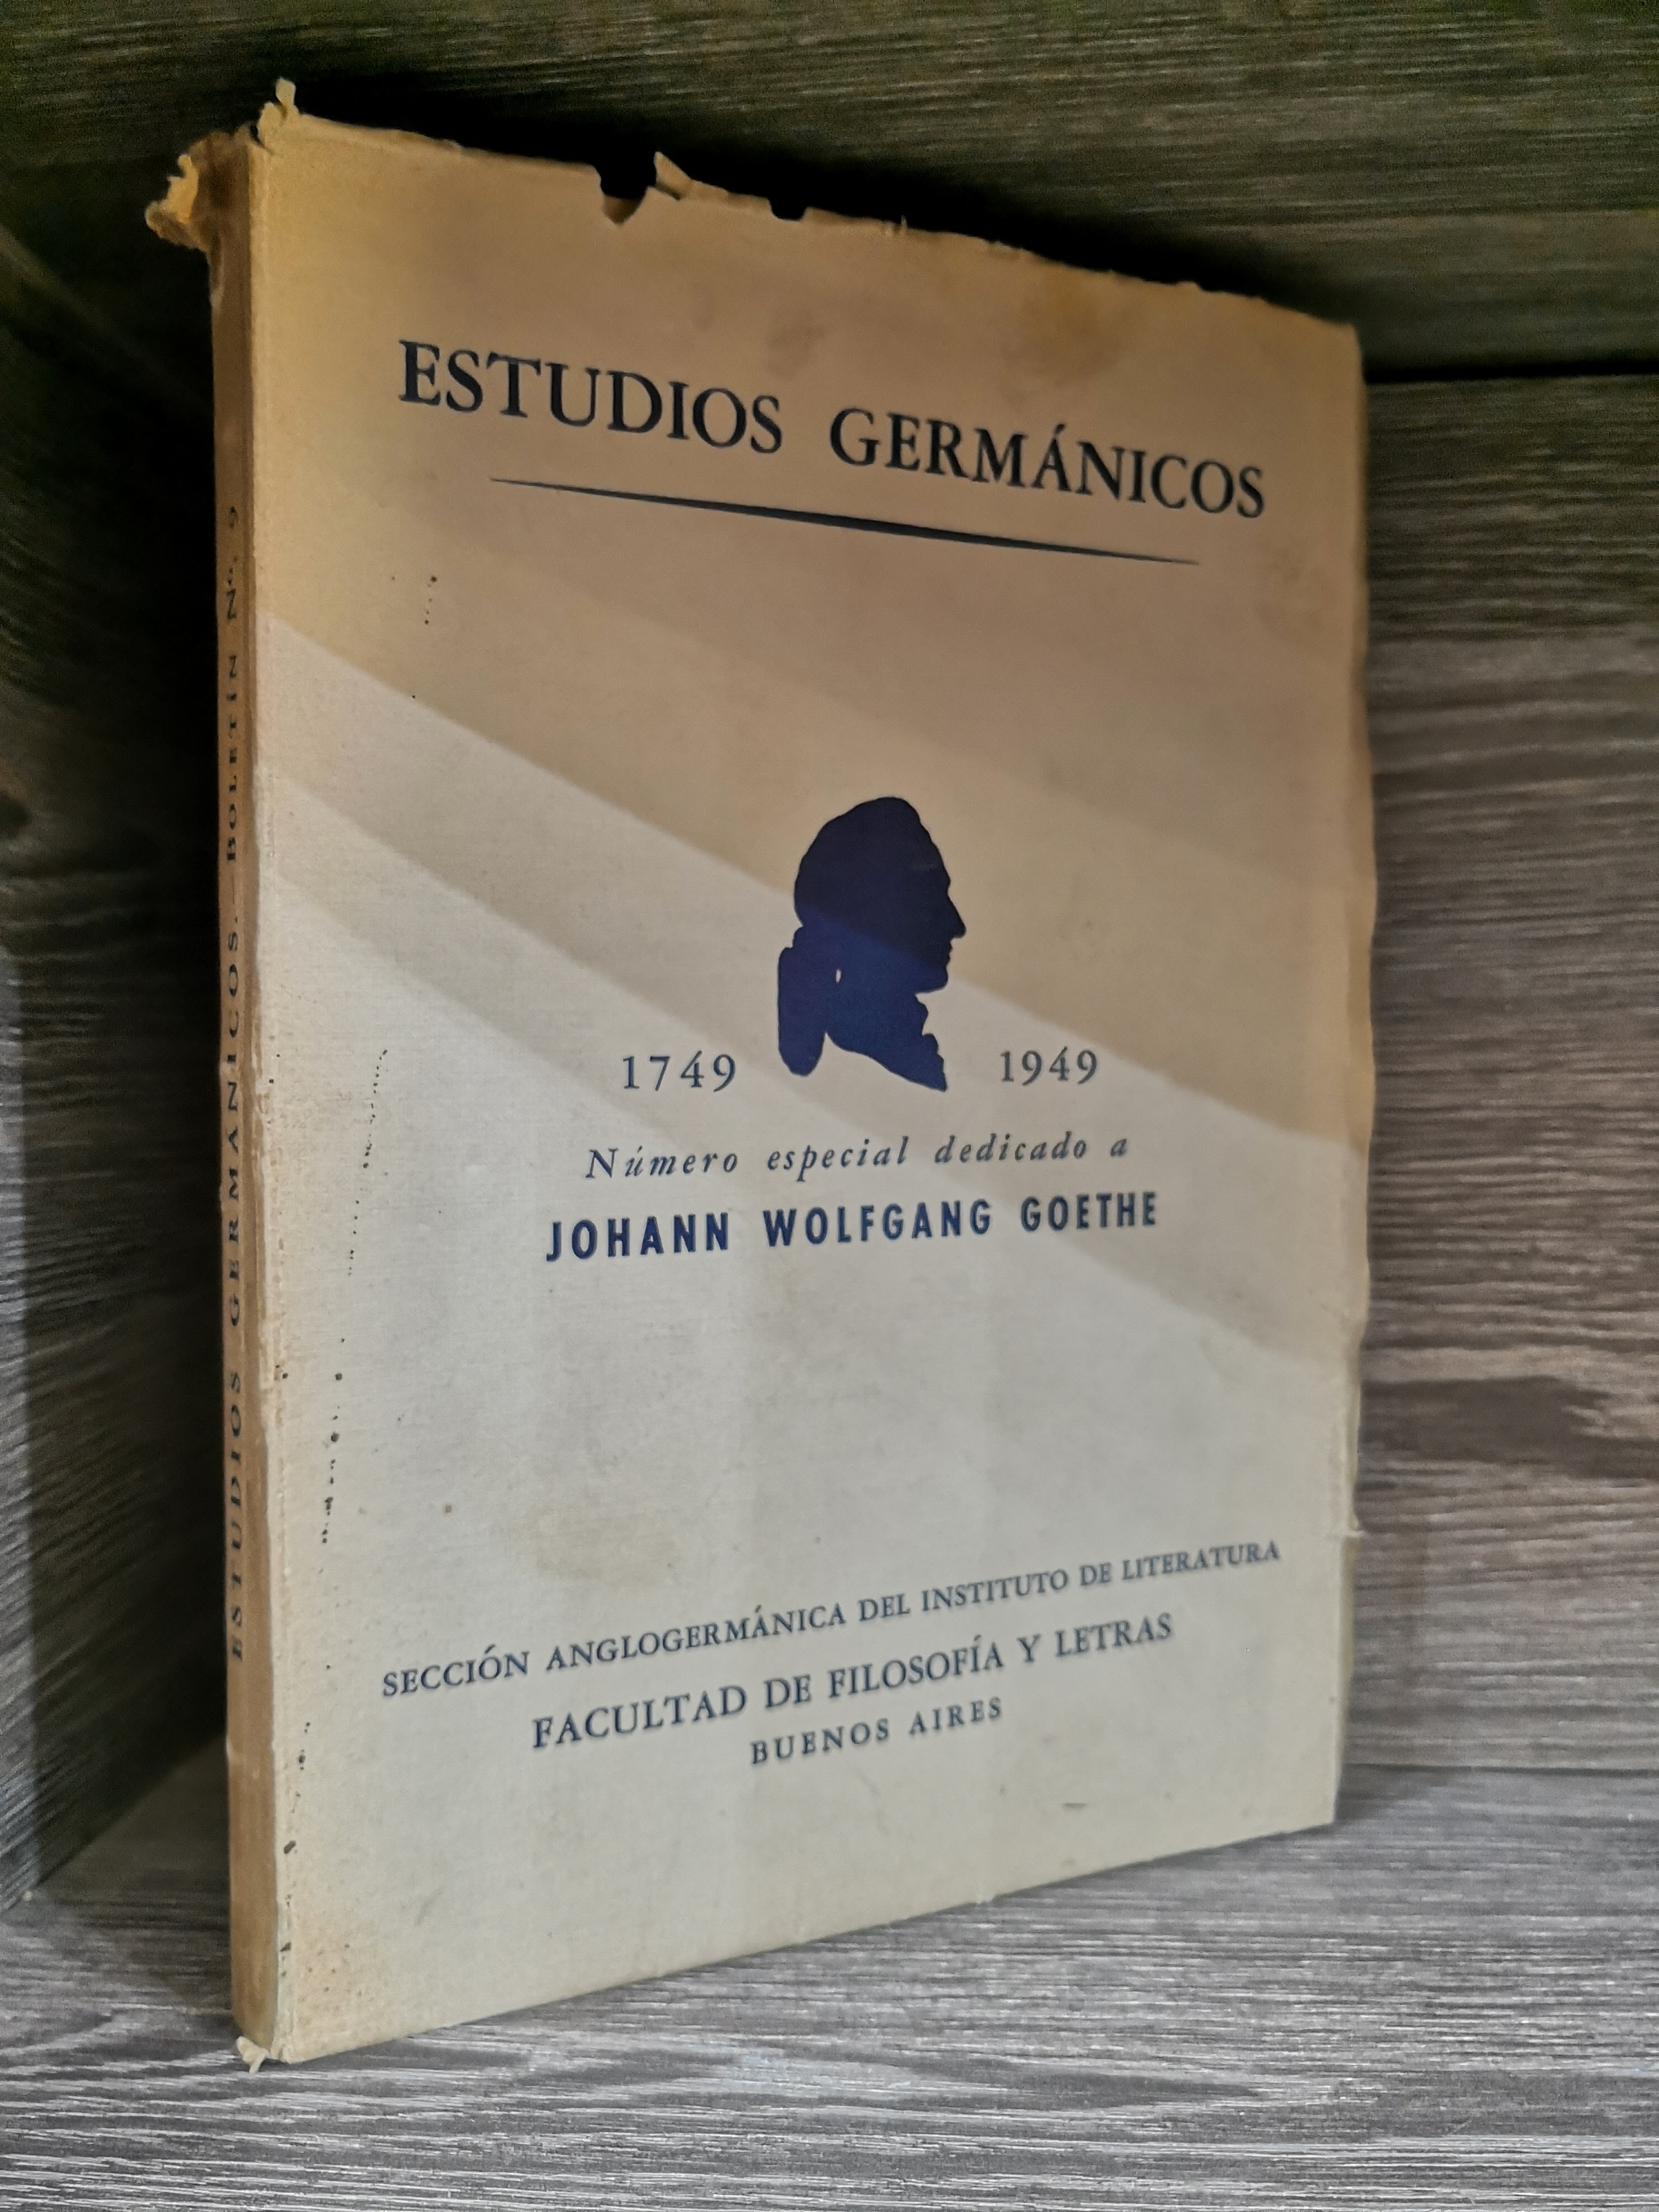 ESTUDIOS GERMÁNICOS
1749 1949
Número especial dedicado a
JOHANN WOLFGANG GOETHE
SECCIÓN ANGLOGERMÁNICA DEL INSTITUTO DE LITERATURA
FACULTAD DE FILOSOFÍA Y LETRAS
BUENOS AIRES
ESTUDIOS GERMÁNICOS.—BOLETÍN No. 9